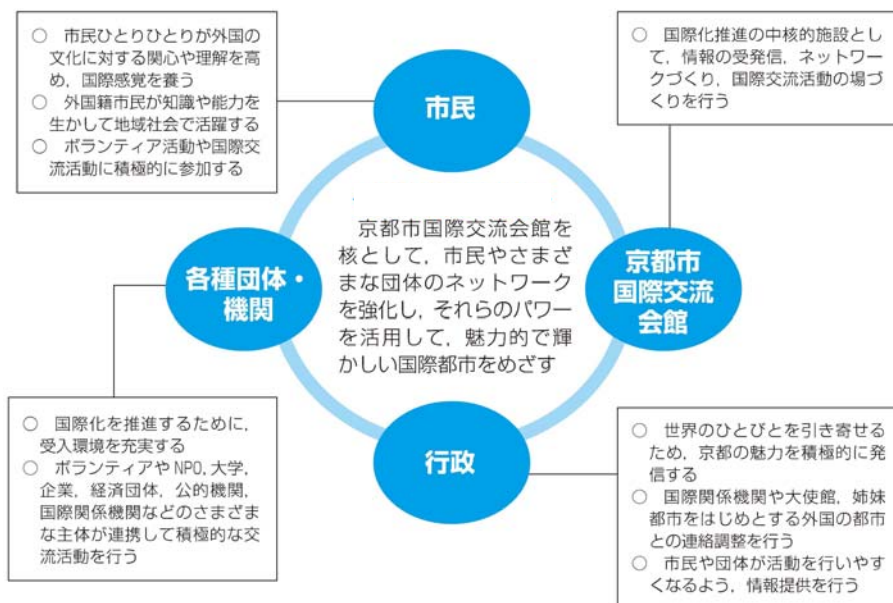 ○　市民ひとりひとりが外国の
文化に対する関心や理解を高
め，国際感覚を養う
○　外国籍市民が知識や能力を
生かして地域社会で活躍する
○　ボランティア活動や国際交
流活動に積極的に参加する
市民
○　国際化推進の中核的施設とし
て，情報の受発信，ネットワー
クづくり，国際交流活動の場づ
くりを行う
各種団体・
機関
京都市国際交流会館を
核として，市民やさまざ
まな団体のネットワーク
を強化し，それらのパワー
を活用して，魅力的で輝
かしい国際都市をめざす
京都市
国際交流
会館
○　国際化を推進するために，
受入環境を充実する
○　ボランティアや NPO，大学，
企業，経済団体，公的機関，
国際関係機関などのさまざま
な主体が連携して積極的な交
流活動を行う
行政
○　世界のひとびとを引き寄せる
ため，京都の魅力を積極的に発
信する
○　国際関係機関や大使館，姉妹
都市をはじめとする外国の都市
との連絡調整を行う
○　市民や団体が活動を行いやす
くなるよう，情報提供を行う